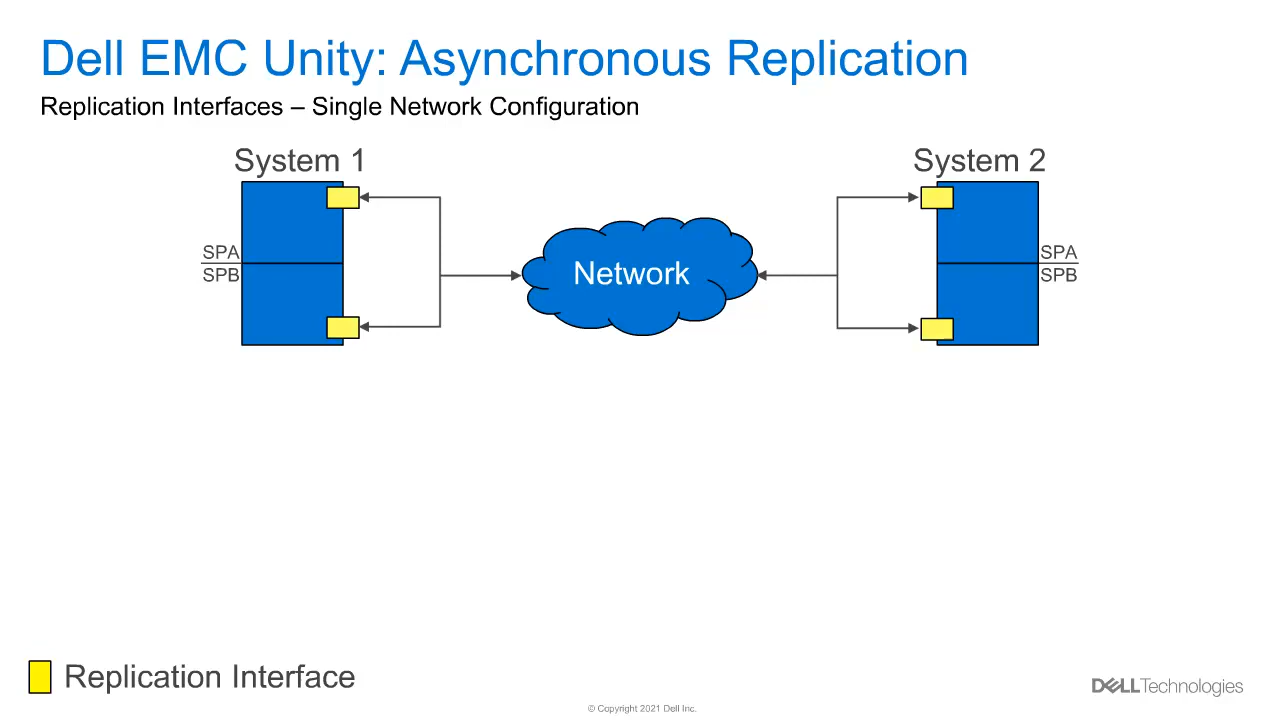 Dell EMC Unity: Asynchronous Replication
Replication Interfaces – Single Network Configuration
System 1
System 2
SPA
SPB
Network
SPA
SPB
Replication Interface
DELLTechnologies
© Copyright 2021 Dell Inc.